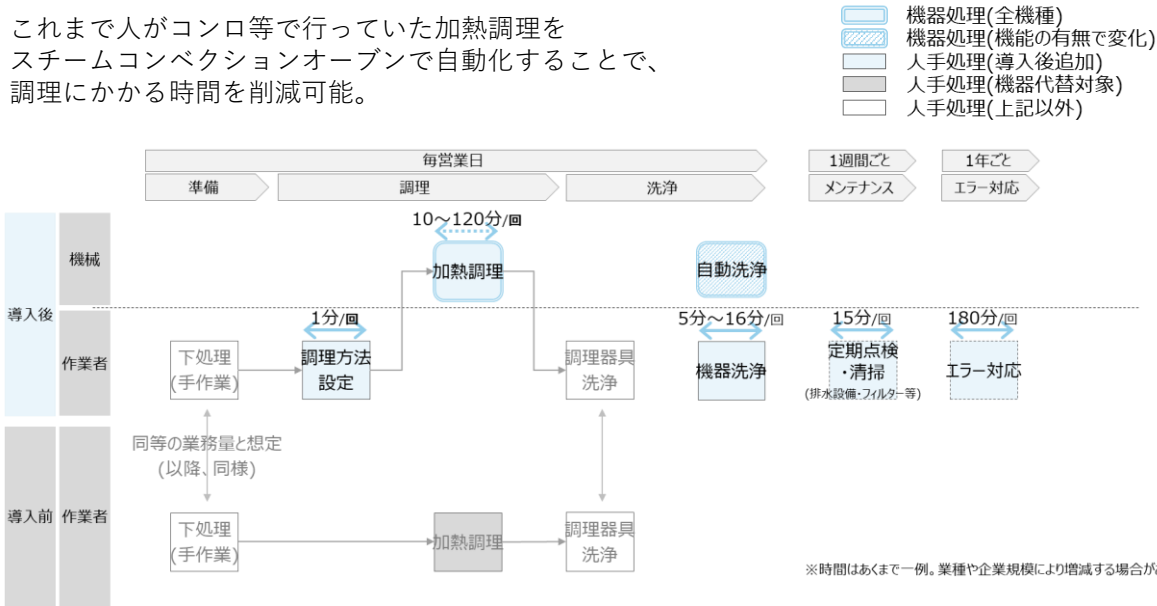 これまで人がコンロ等で行っていた加熱調理を
スチームコンベクションオーブンで自動化することで、
調理にかかる時間を削減可能。
機器処理(全機種)
機器処理(機能の有無で変化)
人手処理(導入後追加)
人手処理(機器代替対象)
人手処理(上記以外)
毎営業日
1週間ごと
1年ごと
準備
調理
洗浄
メンテナンス
エラー対応
導入後
機械
10～120分/回
加熱調理
自動洗浄
作業者
下処理
(手作業)
1分/回
調理方法
設定
調理器具
洗浄
5分～16分/回
機器洗浄
15分/回
定期点検
・清掃
(排水設備・フィルター等)
180分/回
エラー対応
同等の業務量と想定
(以降、同様)
導入前
作業者
下処理
(手作業)
加熱調理
調理器具
洗浄
※時間はあくまで一例。業種や企業規模により増減する場合が